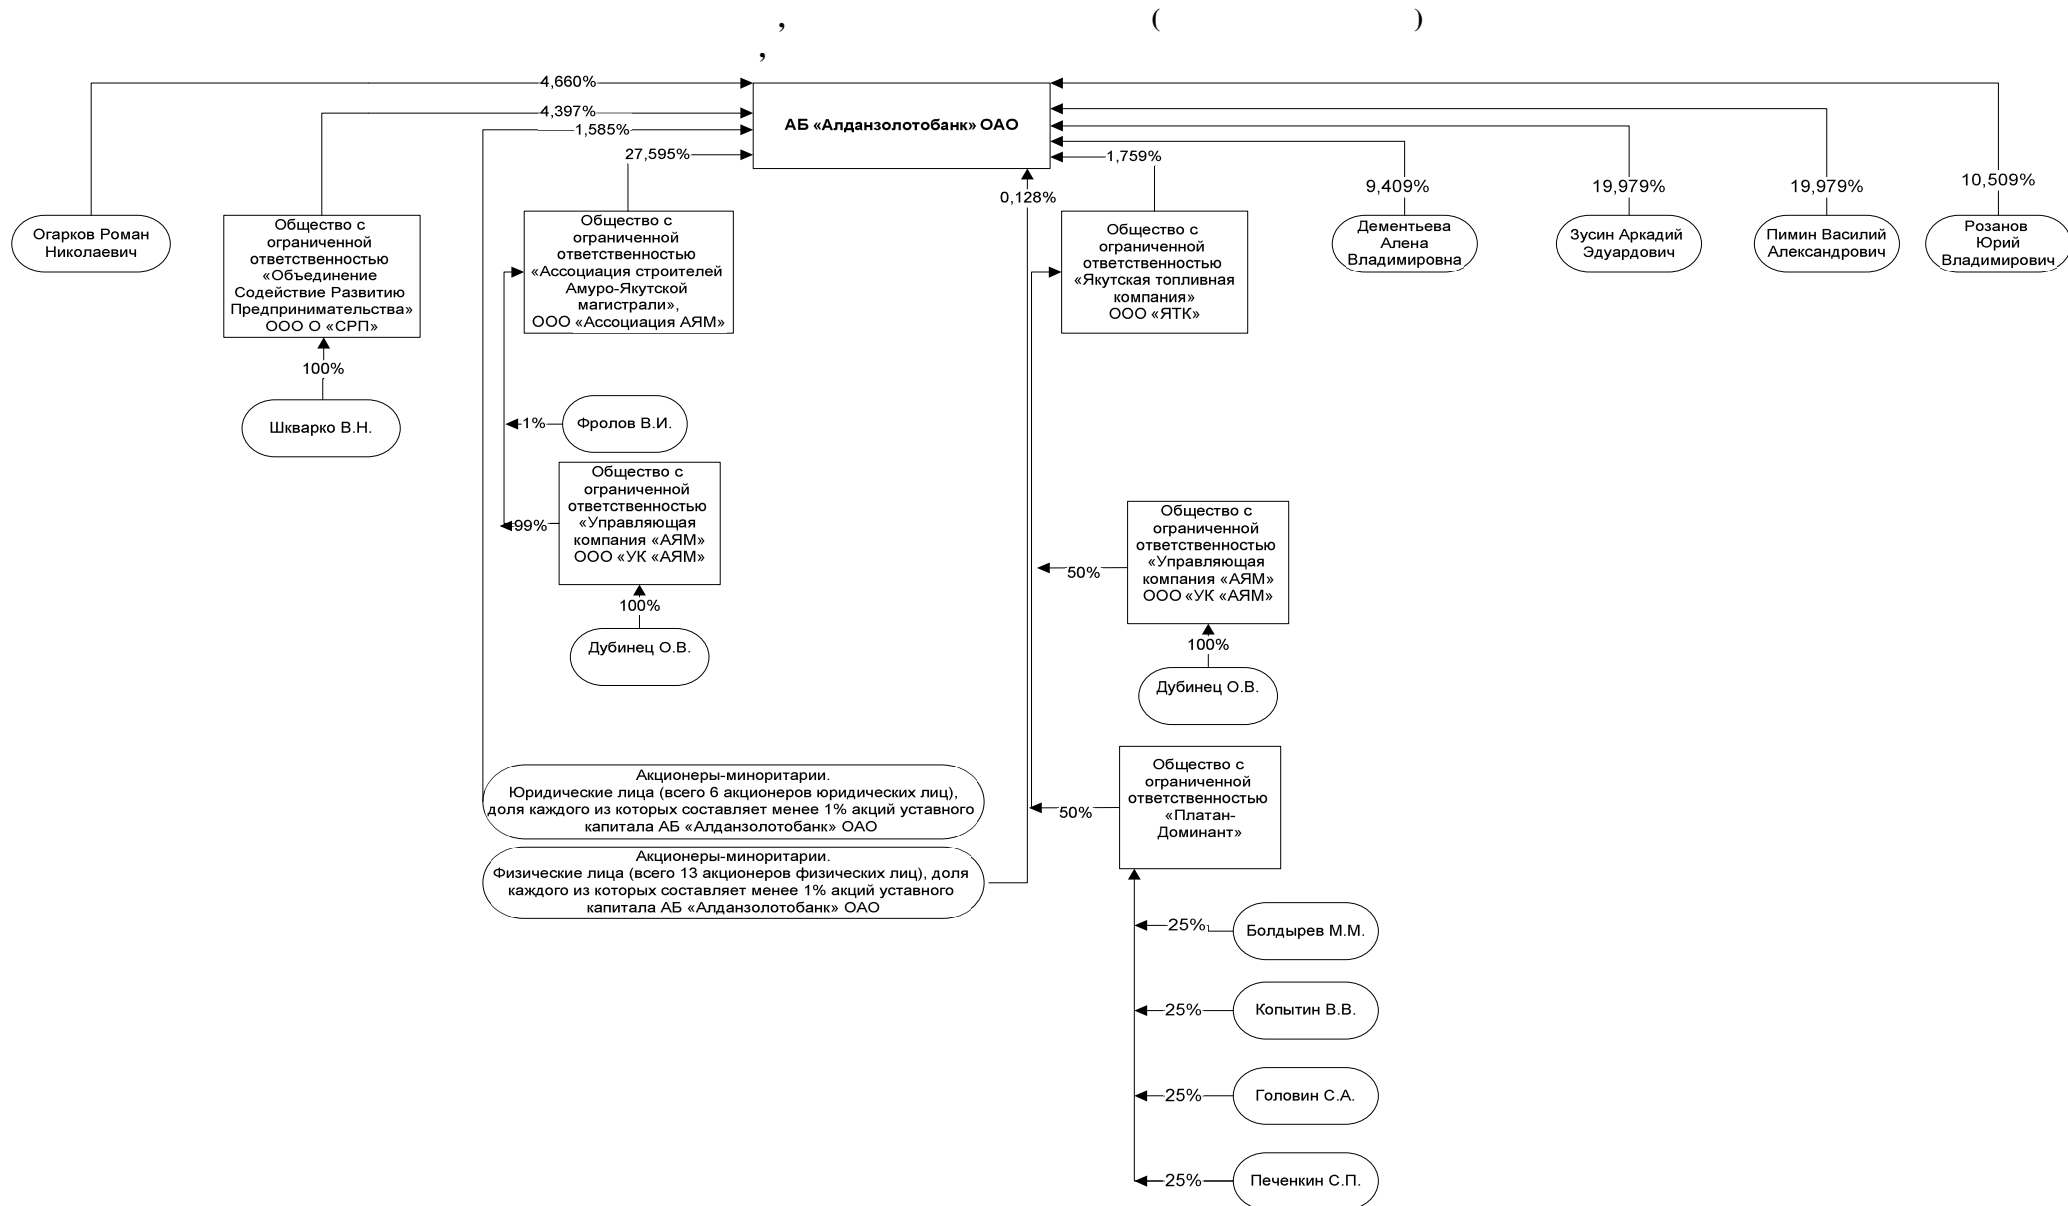 , ( )
,
4,660%
4,397%
1,585%
27,595%
АБ «Алданзолотобанк» ОАО
1,759%
0,128%
9,409%
19,979%
19,979%
10,509%
Огарков Роман
Николаевич
Общество с
ограниченной
ответственностью
«Объединение
Содействие Развитию
Предпринимательства»
ООО О «СРП»
Общество с
ограниченной
ответственностью
«Ассоциация строителей
Амуро-Якутской
магистрали»,
ООО «Ассоциация АЯМ»
Общество с
ограниченной
ответственностью
«Якутская топливная
компания»
ООО «ЯТК»
Дементьева
Алена
Владимировна
Зусин Аркадий
Эдуардович
Пимин Василий
Александрович
Розанов
Юрий
Владимирович
100%
Шкварко В.Н.
1%
Фролов В.И.
99%
Общество с
ограниченной
ответственностью
«Управляющая
компания «АЯМ»
ООО «УК «АЯМ»
100%
Дубинец О.В.
50%
Общество с
ограниченной
ответственностью
«Управляющая
компания «АЯМ»
ООО «УК «АЯМ»
100%
Дубинец О.В.
Акционеры-миноритарии.
Юридические лица (всего 6 акционеров юридических лиц),
доля каждого из которых составляет менее 1% акций уставного
капитала АБ «Алданзолотобанк» ОАО
Акционеры-миноритарии.
Физические лица (всего 13 акционеров физических лиц), доля
каждого из которых составляет менее 1% акций уставного
капитала АБ «Алданзолотобанк» ОАО
50%
Общество с
ограниченной
ответственностью
«Платан-
Доминант»
25%
Болдырев М.М.
25%
Копытин В.В.
25%
Головин С.А.
25%
Печенкин С.П.